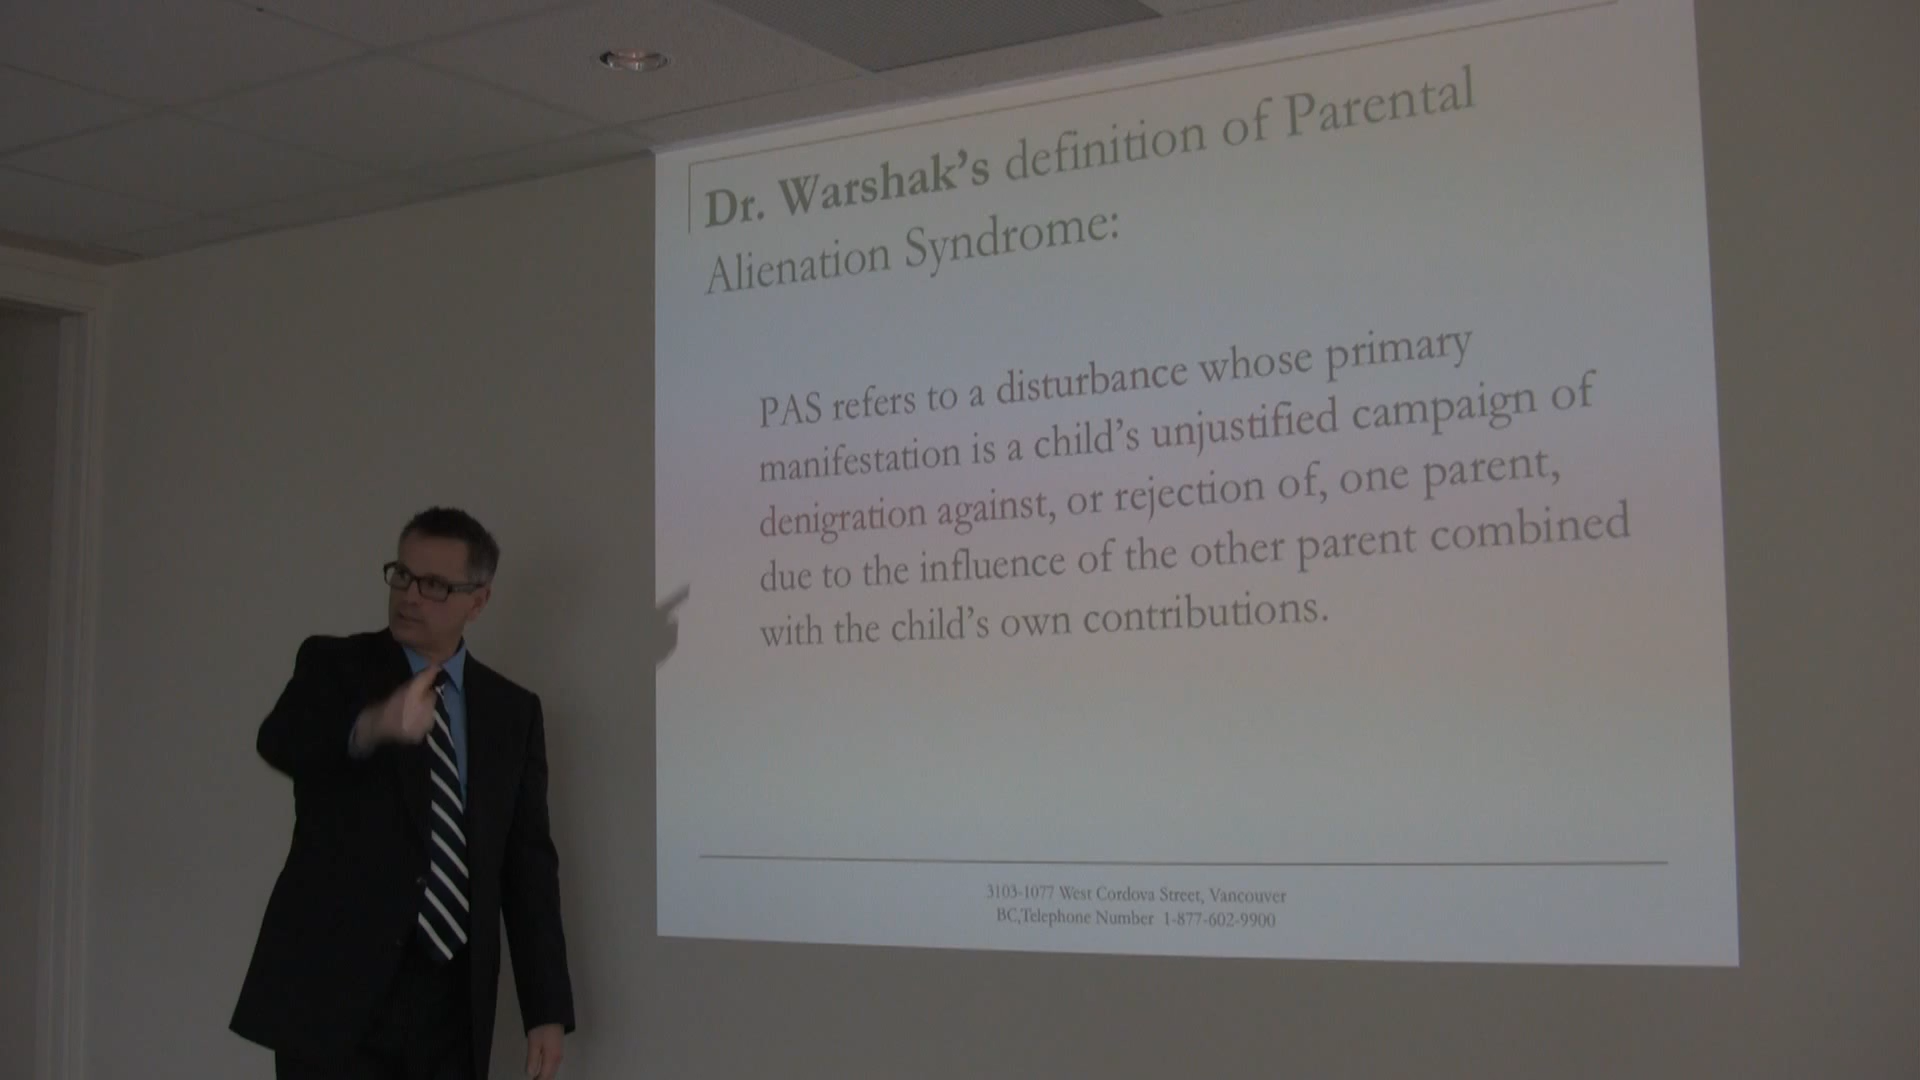 Dr. Warshak's definition of Parental
Alienation Syndrome:
PAS refers to a disturbance whose primary
manifestation is a child's unjustified campaign of
denigration against, or rejection of, one parent,
due to the influence of the other parent combined
with the child's own contributions.
3103-1077 West Cordova Street, Vancouver
BC,Telephone Number 1-877-602-9900